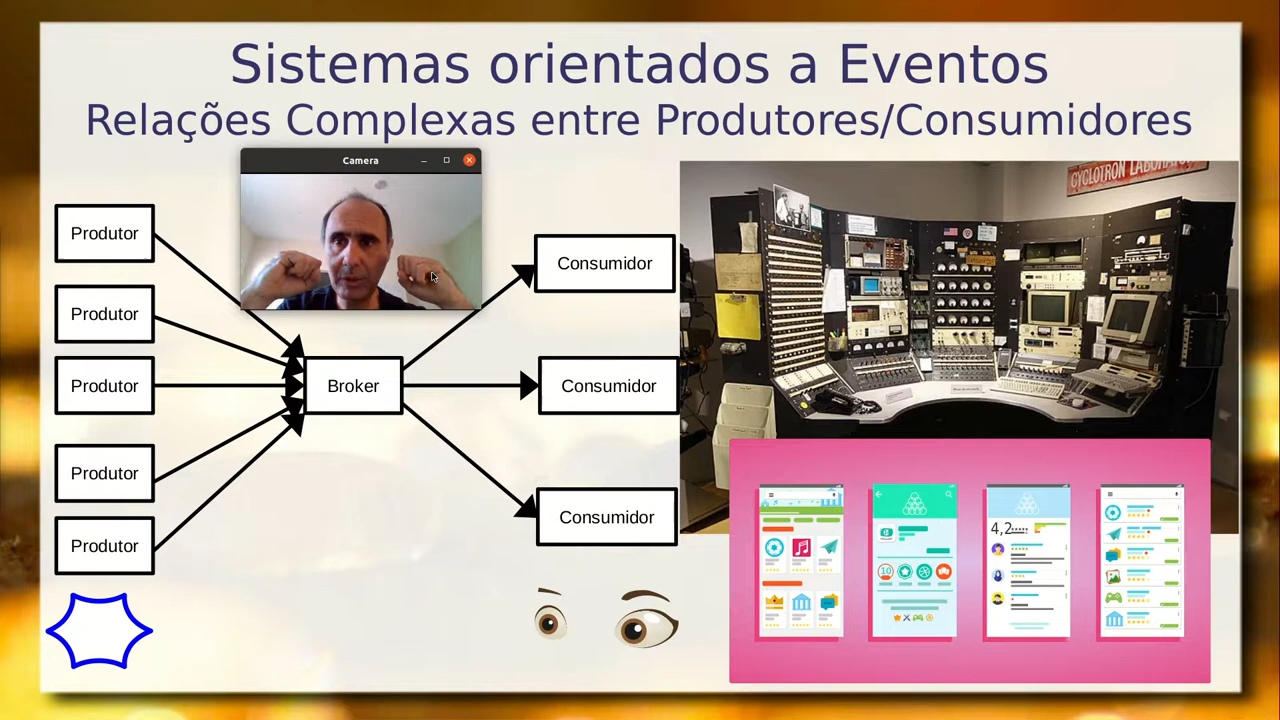 Sistemas orientados a Eventos
Relações Complexas entre Produtores/Consumidores
Camera
CYCLOTRON LABORATORY
Produtor
Produtor
Produtor
Produtor
Produtor
Broker
Consumidor
Consumidor
Consumidor
10
4,2